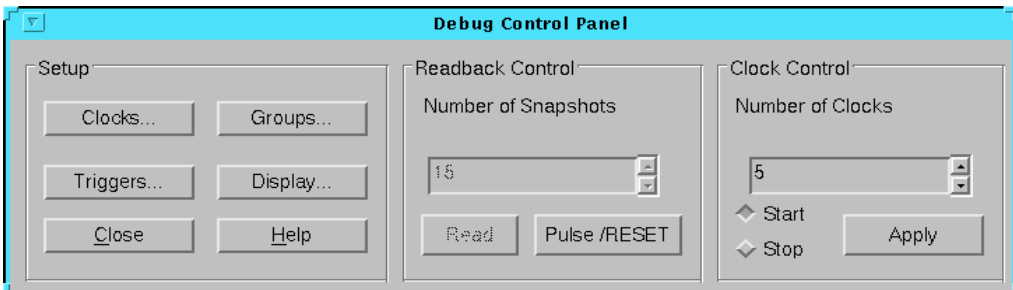 Debug Control Panel
Setup
Clocks...
Groups...
Triggers...
Display...
Close
Help
Readback Control
Number of Snapshots
15
Read
Pulse /RESET
Clock Control
Number of Clocks
5
Start
Stop
Apply